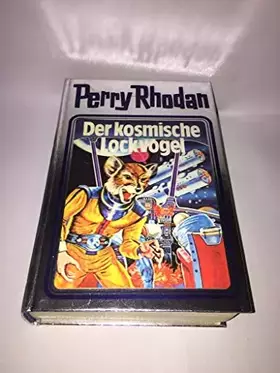 Perry Rhodan
Der kosmische
Lockvogel